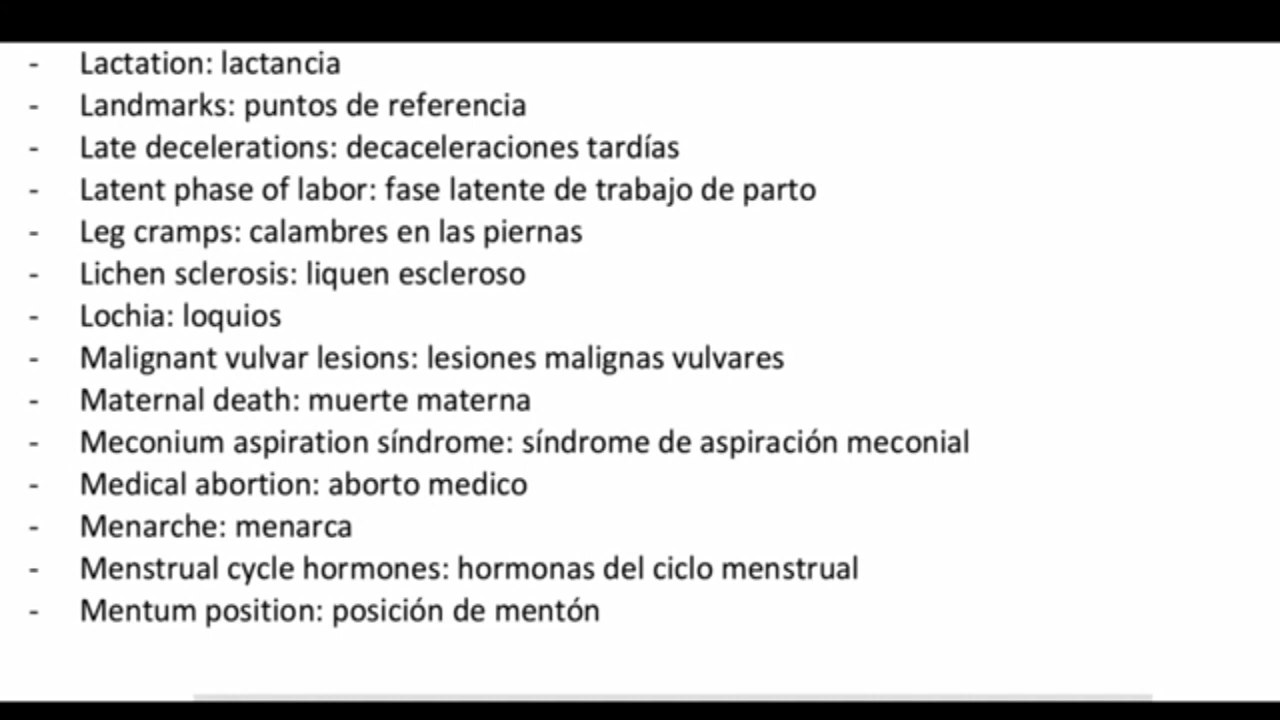 - Lactation: lactancia
- Landmarks: puntos de referencia
- Late decelerations: decaceleraciones tardías
- Latent phase of labor: fase latente de trabajo de parto
- Leg cramps: calambres en las piernas
- Lichen sclerosis: liquen escleroso
- Lochia: loquios
- Malignant vulvar lesions: lesiones malignas vulvares
- Maternal death: muerte materna
- Meconium aspiration síndrome: síndrome de aspiración meconial
- Medical abortion: aborto medico
- Menarche: menarca
- Menstrual cycle hormones: hormonas del ciclo menstrual
- Mentum position: posición de mentón